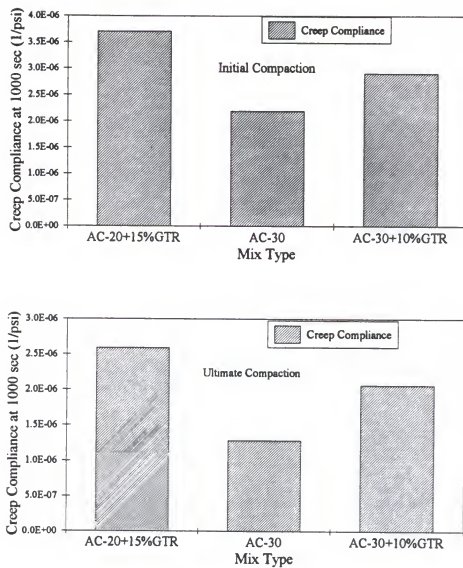 Creep Compliance at 1000 sec (1/psi)
4.0E-06
3.5E-06
3.0E-06
2.5E-06
2.0E-06
1.5E-06
1.0E-06
5.0E-07
0.0E+00
Creep Compliance
Initial Compaction
AC-20+15%GTR
AC-30
AC-30+10%GTR
Mix Type
Creep Compliance at 1000 sec (1/psi)
3.0E-06
2.5E-06
2.0E-06
1.5E-06
1.0E-06
5.0E-07
0.0E+00
Creep Compliance
Ultimate Compaction
AC-20+15%GTR
AC-30
AC-30+10%GTR
Mix Type